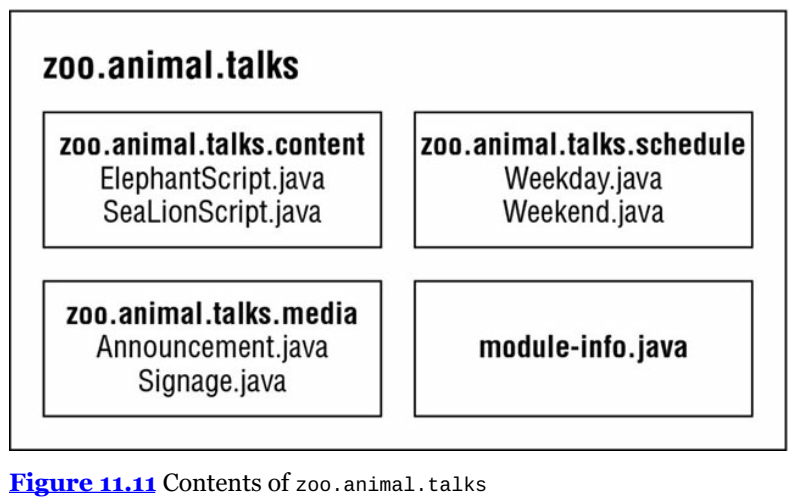 zoo.animal.talks
zoo.animal.talks.content
ElephantScript.java
SeaLionScript.java
zoo.animal.talks.schedule
Weekday.java
Weekend.java
zoo.animal.talks.media
Announcement.java
Signage.java
module-info.java
Figure 11.11 Contents of zoo.animal.talks